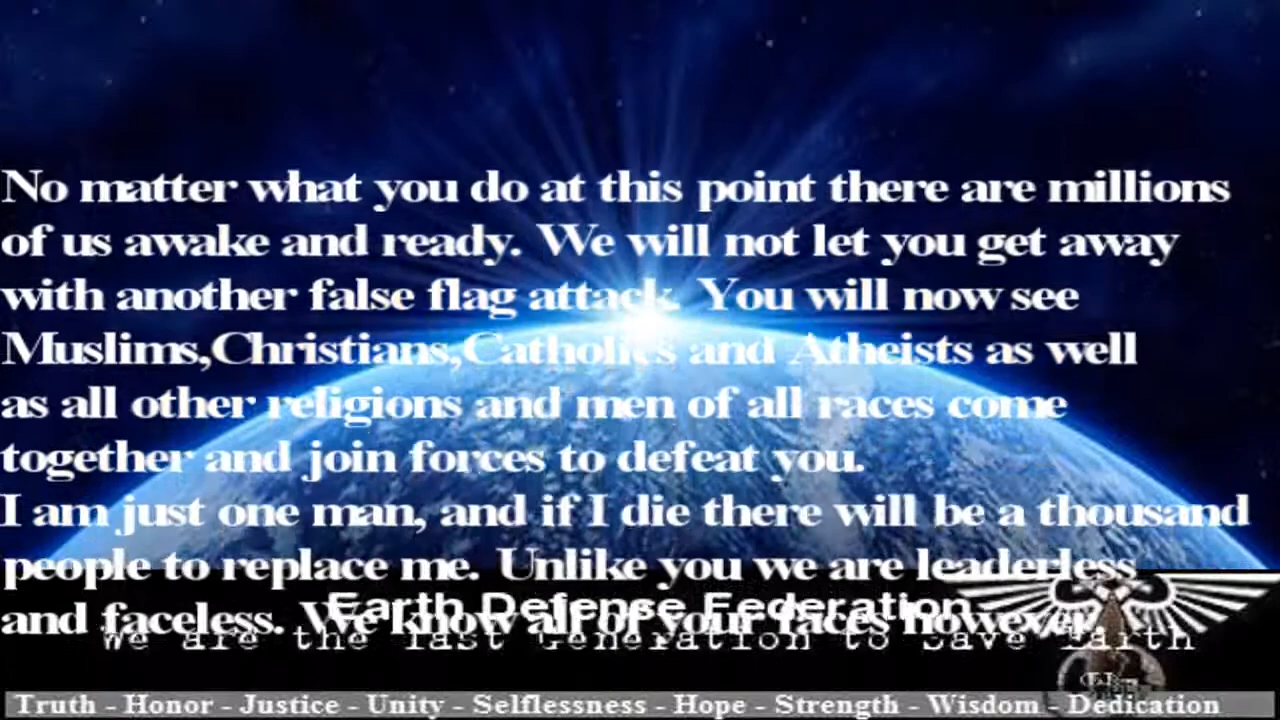 No matter what you do at this point there are millions
of us awake and ready. We will not let you get away
with another false flag attack. You will now see
Muslims,Christians,Catholics and Atheists as well
as all other religions and men of all races come
together and join forces to defeat you.
I am just one man, and if I die there will be a thousand
people to replace me. Unlike you we are leaderless
and faceless. We know all of your faces however.
Earth Defense Federation
We are the last Generation to Save Earth
Truth - Honor - Justice - Unity - Selflessness - Hope - Strength - Wisdom - Dedication